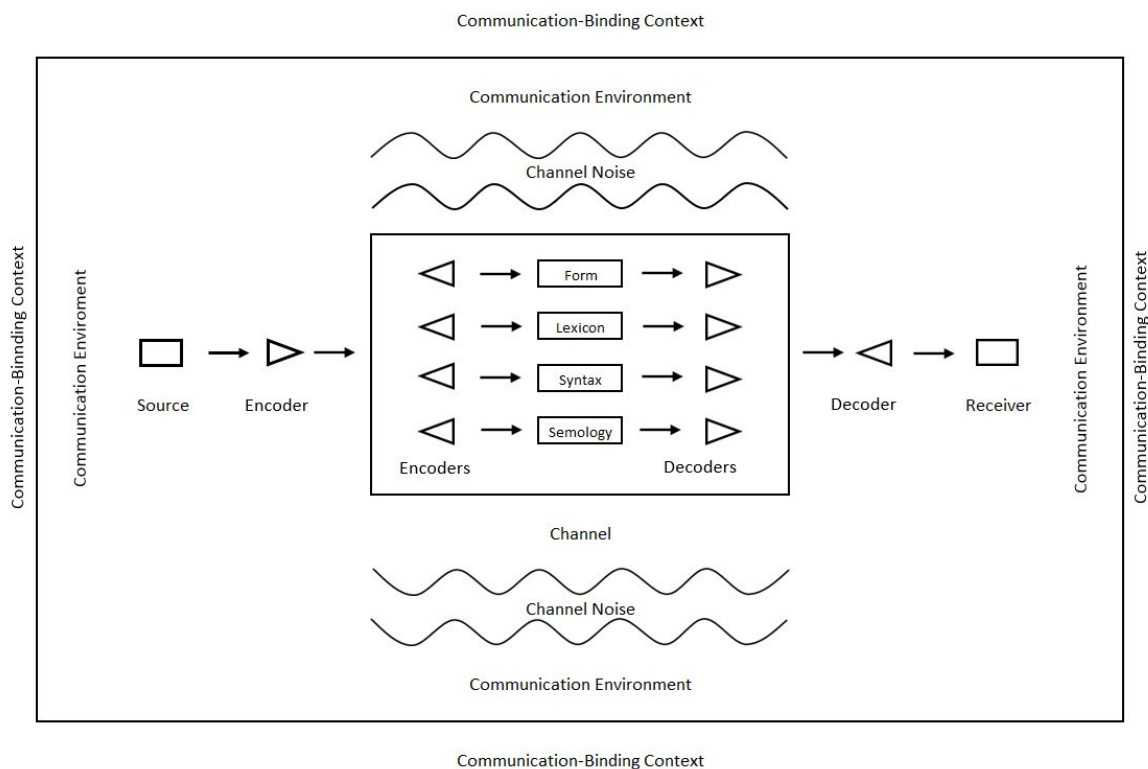 Communication-Binding Context
Communication Environment
Channel Noise
Communication-Binnding Context
Communication Enviroment
Source
Encoder
Form
Lexicon
Syntax
Semology
Encoders
Decoders
Decoder
Receiver
Communication Environment
Communication-Binding Context
Channel
Channel Noise
Communication Environment
Communication-Binding Context